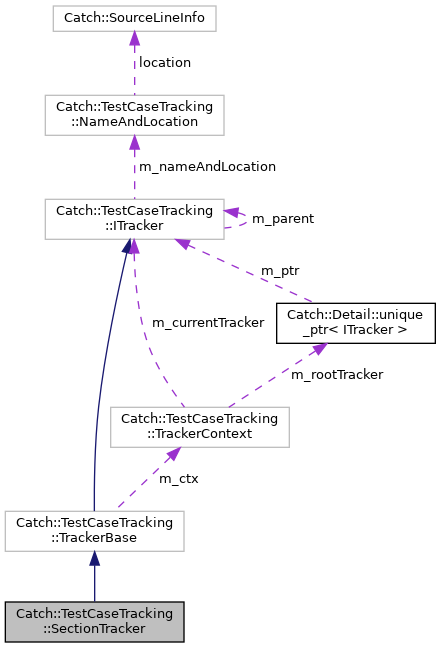 Catch::SourceLineInfo
location
Catch::TestCaseTracking
::NameAndLocation
m_nameAndLocation
Catch::TestCaseTracking
::ITracker
m_parent
m_ptr
Catch::Detail::unique
_ptr< ITracker >
m_currentTracker
m_rootTracker
Catch::TestCaseTracking
::TrackerContext
m_ctx
Catch::TestCaseTracking
::TrackerBase
Catch::TestCaseTracking
::SectionTracker